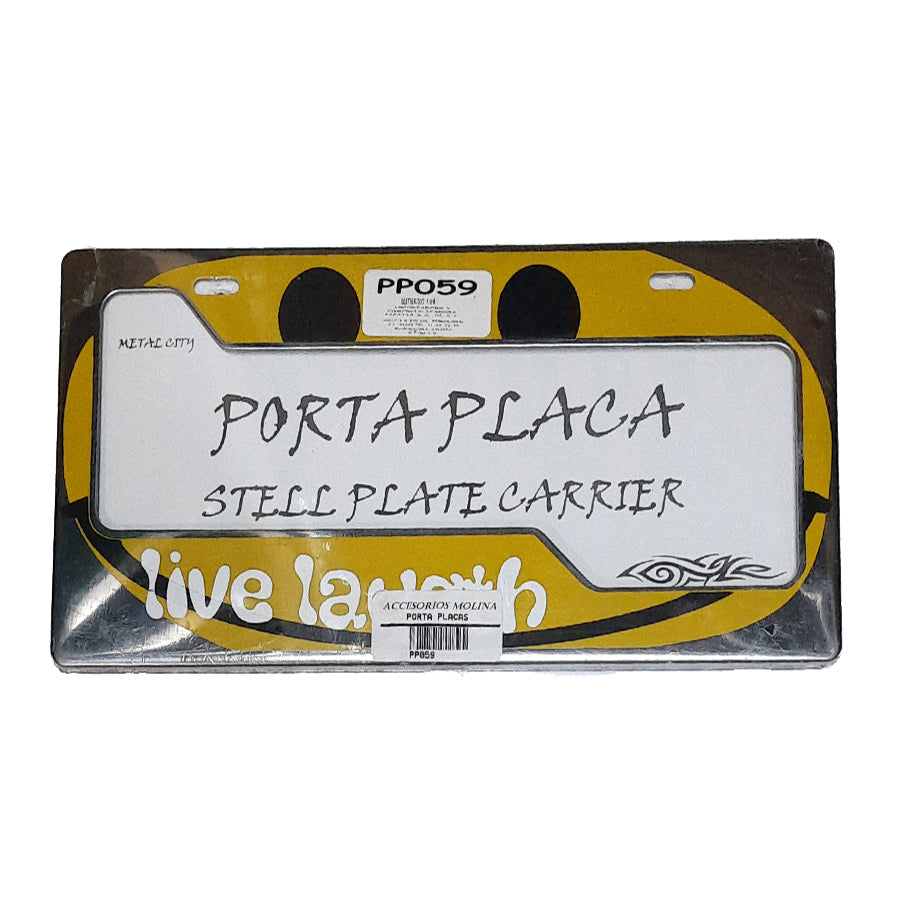 PP059
METAL CITY
PORTA PLACA
STELL PLATE CARRIER
live laugh
ACCESORIOS MOLINA
PORTA PLACAS
PP059